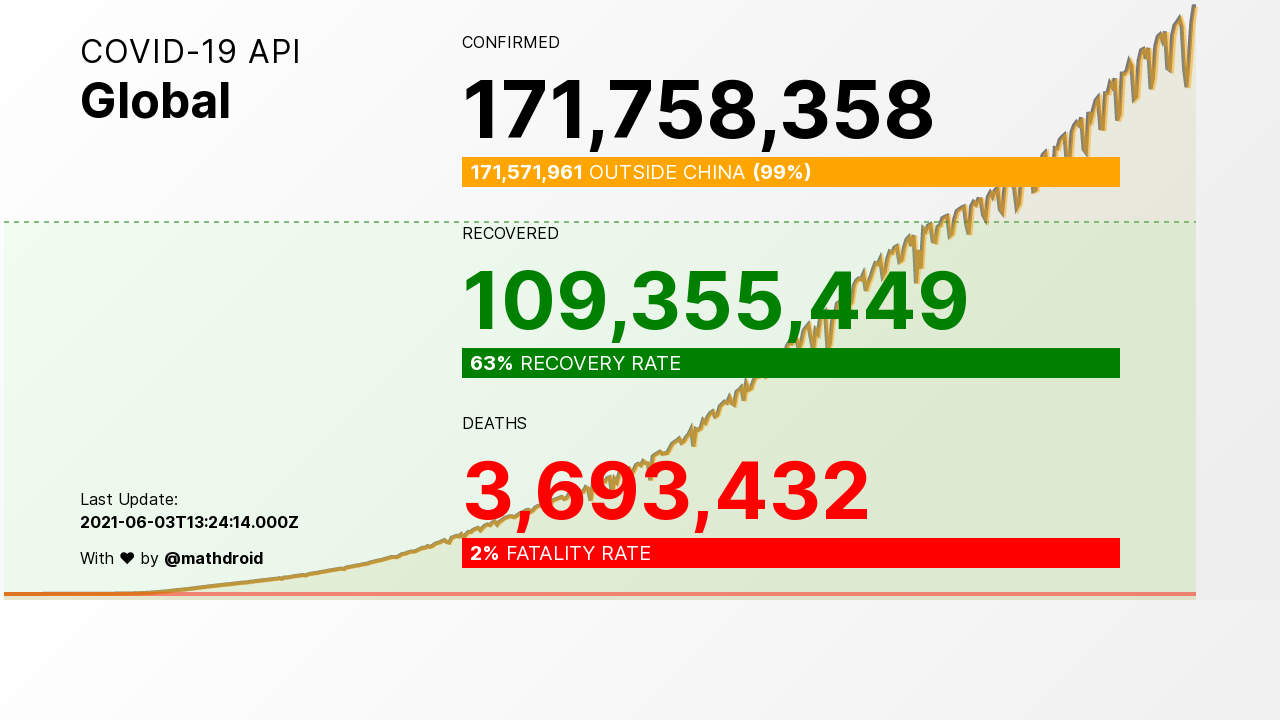 COVID-19 API
Global
CONFIRMED
171,758,358
171,571,961 OUTSIDE CHINA (99%)
RECOVERED
109,355,449
63% RECOVERY RATE
DEATHS
3,693,432
2% FATALITY RATE
Last Update:
2021-06-03T13:24:14.000Z
With ♥ by @mathdroid